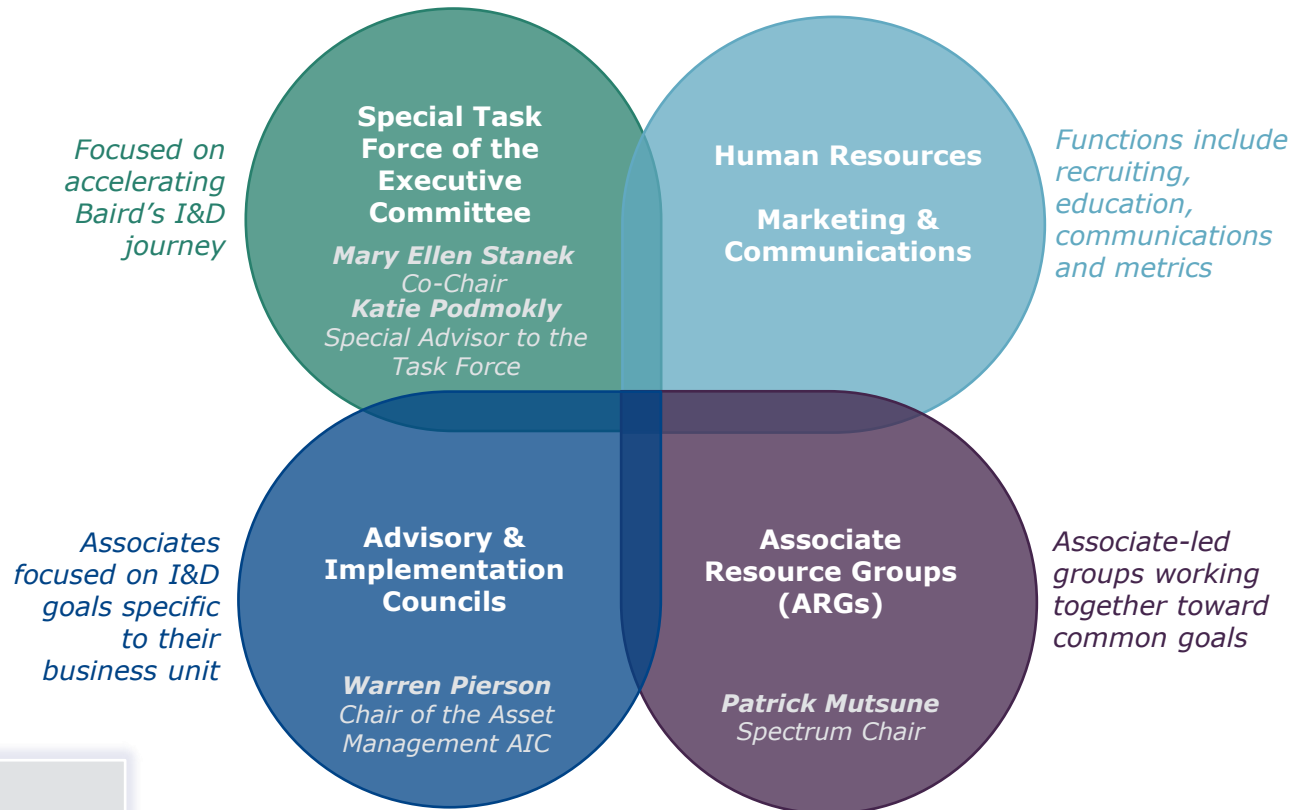 Focused on
accelerating
Baird's I&D
journey
Special Task
Force of the
Executive
Committee
Mary Ellen Stanek
Co-Chair
Katie Podmokly
Special Advisor to the
Task Force
Human Resources
Marketing &
Communications
Functions include
recruiting,
education,
communications
and metrics
Associates
focused on I&D
goals specific
to their
business unit
Advisory &
Implementation
Councils
Warren Pierson
Chair of the Asset
Management AIC
Associate
Resource Groups
(ARGs)
Patrick Mutsune
Spectrum Chair
Associate-led
groups working
together toward
common goals